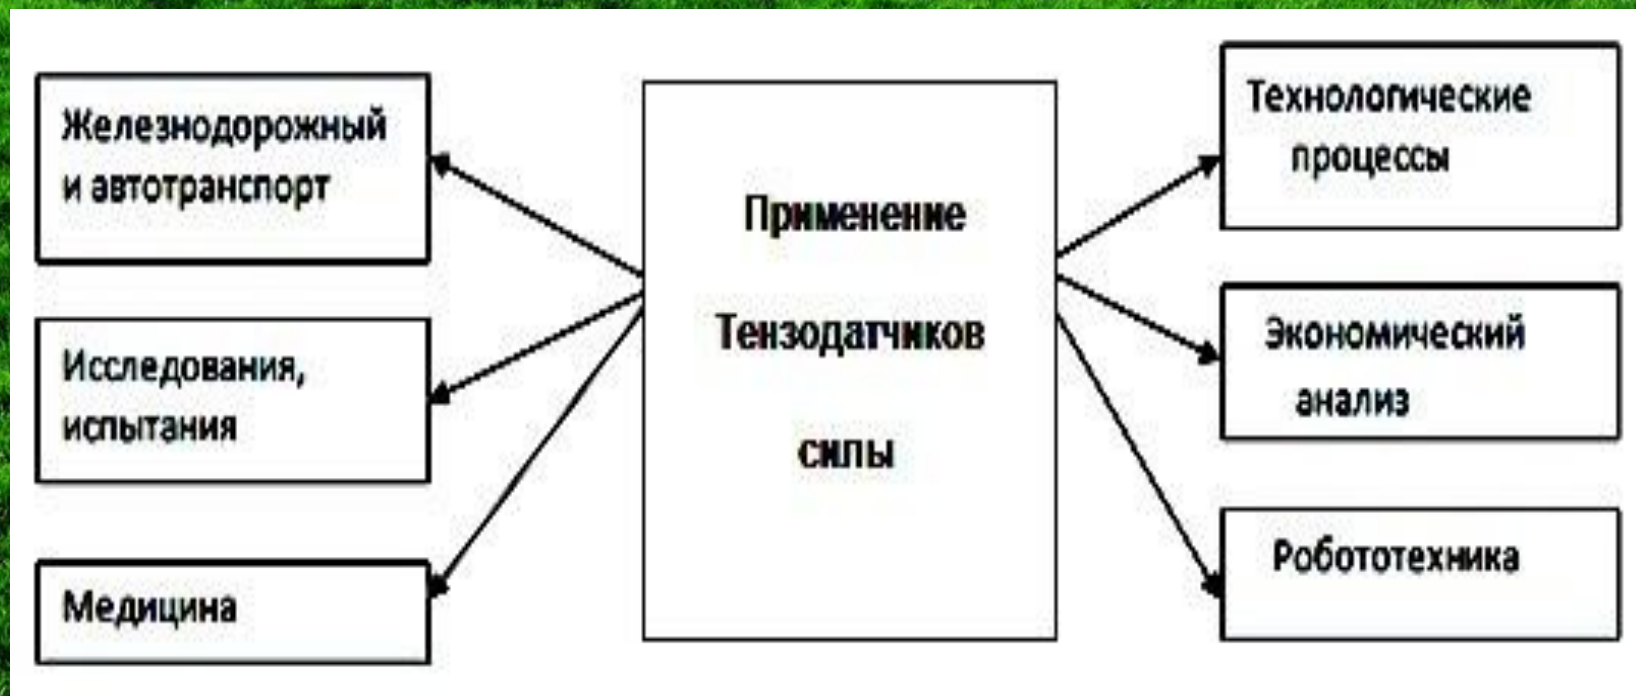 Железнодорожный
и автотранспорт
Исследования,
испытания
Медицина
Применение
Тензодатчиков
силы
Технологические
процессы
Экономический
анализ
Робототехника